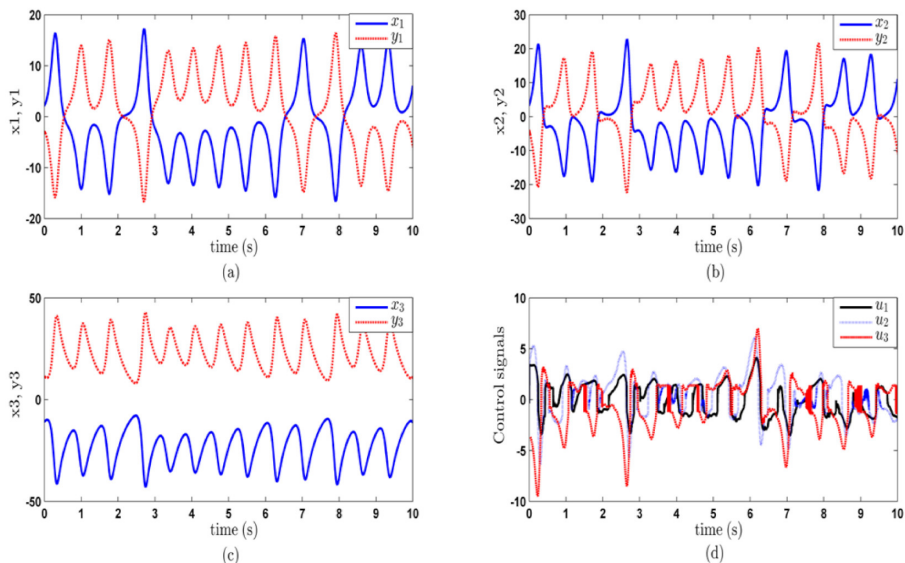 20
10
0
-10
-20
x1, y1
x₁
y₁
0 1 2 3 4 5 6 7 8 9 10
time (s)
(a)
30
20
10
0
-10
-20
-30
x2, y2
x₂
y₂
0 1 2 3 4 5 6 7 8 9 10
time (s)
(b)
50
0
-50
x3, y3
x₃
y₃
0 1 2 3 4 5 6 7 8 9 10
time (s)
(c)
10
5
0
5
-10
Control signals
u₁
u₂
u₃
0 1 2 3 4 5 6 7 8 9 10
time (s)
(d)